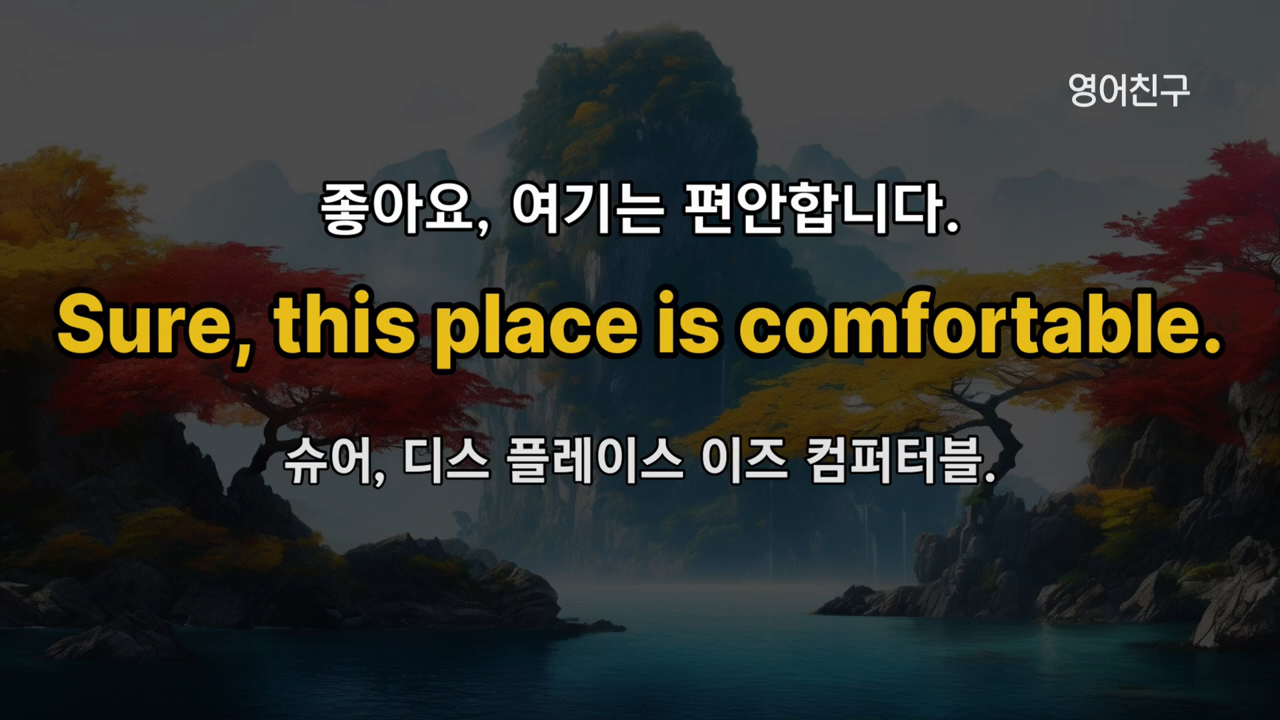 영어친구
좋아요, 여기는 편안합니다.
Sure, this place is comfortable.
슈어, 디스 플레이스 이즈 컴퍼터블.